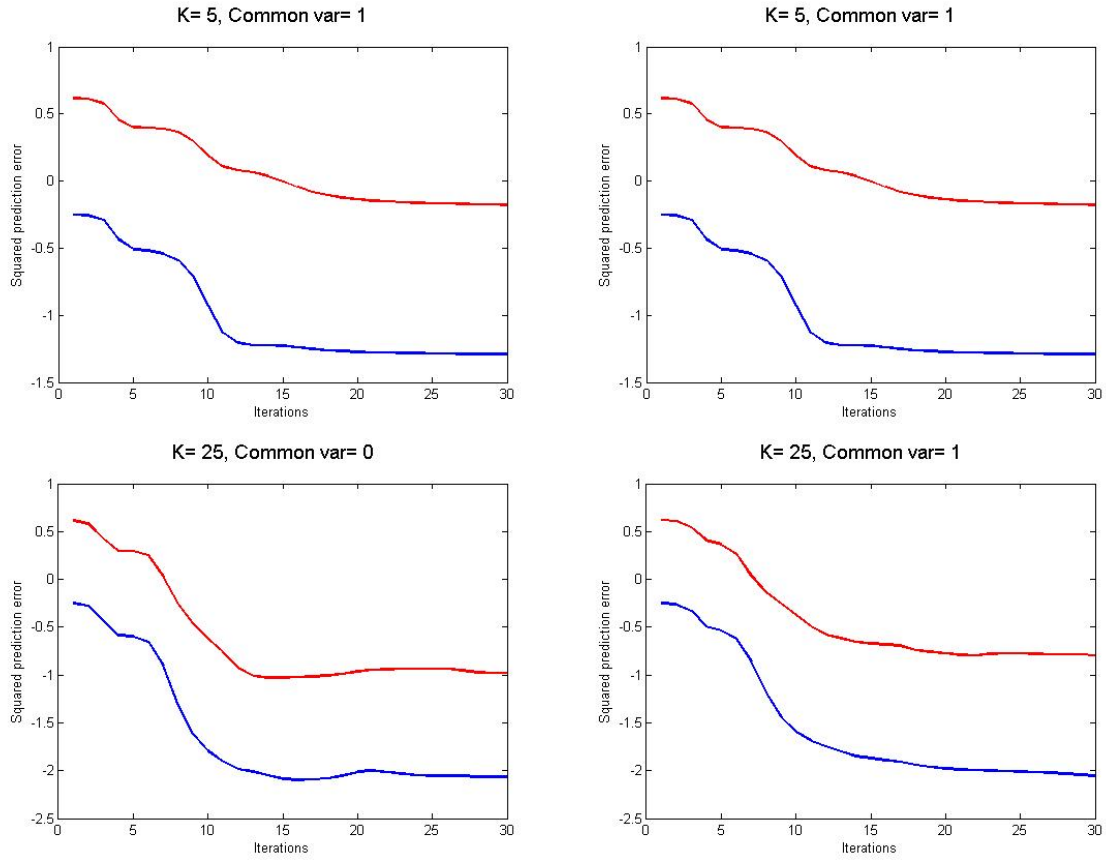 K= 5, Common var= 1
1
0.5
0
-0.5
-1
-1.5
Squared prediction error
0 5 10 15 20 25 30
Iterations
K= 5, Common var= 1
1
0.5
0
-0.5
-1
-1.5
Squared prediction error
0 5 10 15 20 25 30
Iterations
K= 25, Common var= 0
1
0.5
0
-0.5
-1
-1.5
-2
-2.5
Squared prediction error
0 5 10 15 20 25 30
Iterations
K= 25, Common var= 1
1
0.5
0
-0.5
-1
-1.5
-2
-2.5
Squared prediction error
0 5 10 15 20 25 30
Iterations